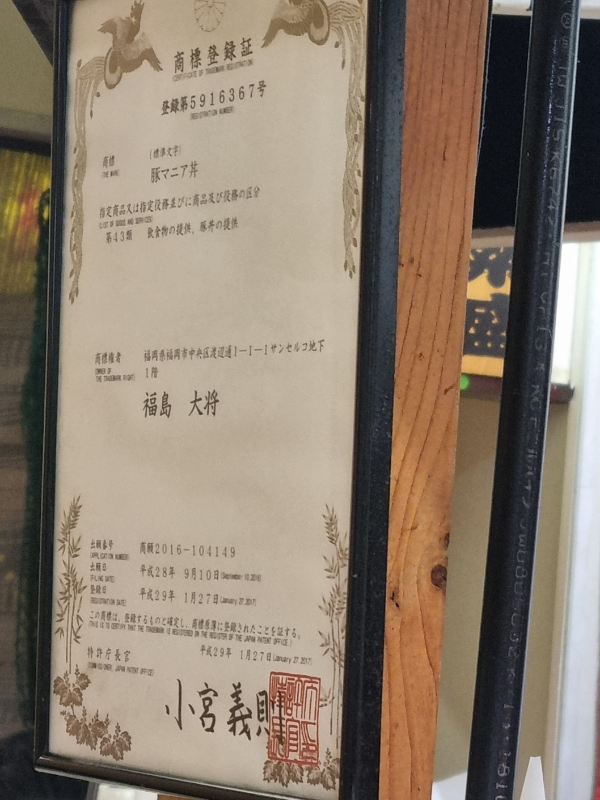 商標登録証
(CERTIFICATE OF TRADEMARK REGISTRATION)
登録第5916367号
(REGISTRATION NUMBER)
商標
(THE MARK)
(標準文字)
豚マニア丼
指定商品又は指定役務並びに商品及び役務の区分
(LIST OF GOODS AND SERVICES)
第43類 飲食物の提供，豚丼の提供
商標権者
(OWNER OF THE TRADEMARK RIGHT)
福岡県福岡市中央区渡辺通1－1－1サンセルコ地下
1階
福島 大将
出願番号
(APPLICATION NUMBER)
商願2016-104149
出願日
(FILING DATE)
平成28年 9月10日(September 10,2016)
登録日
(REGISTRATION DATE)
平成29年 1月27日(January 27,2017)
この商標は、登録するものと確定し、商標原簿に登録されたことを証する。
(THIS IS TO CERTIFY THAT THE TRADEMARK IS REGISTERED ON THE REGISTER OF THE JAPAN PATENT OFFICE.)
平成29年 1月27日(January 27,2017)
特許庁長官
(COMMISSIONER, JAPAN PATENT OFFICE)
小宮義則